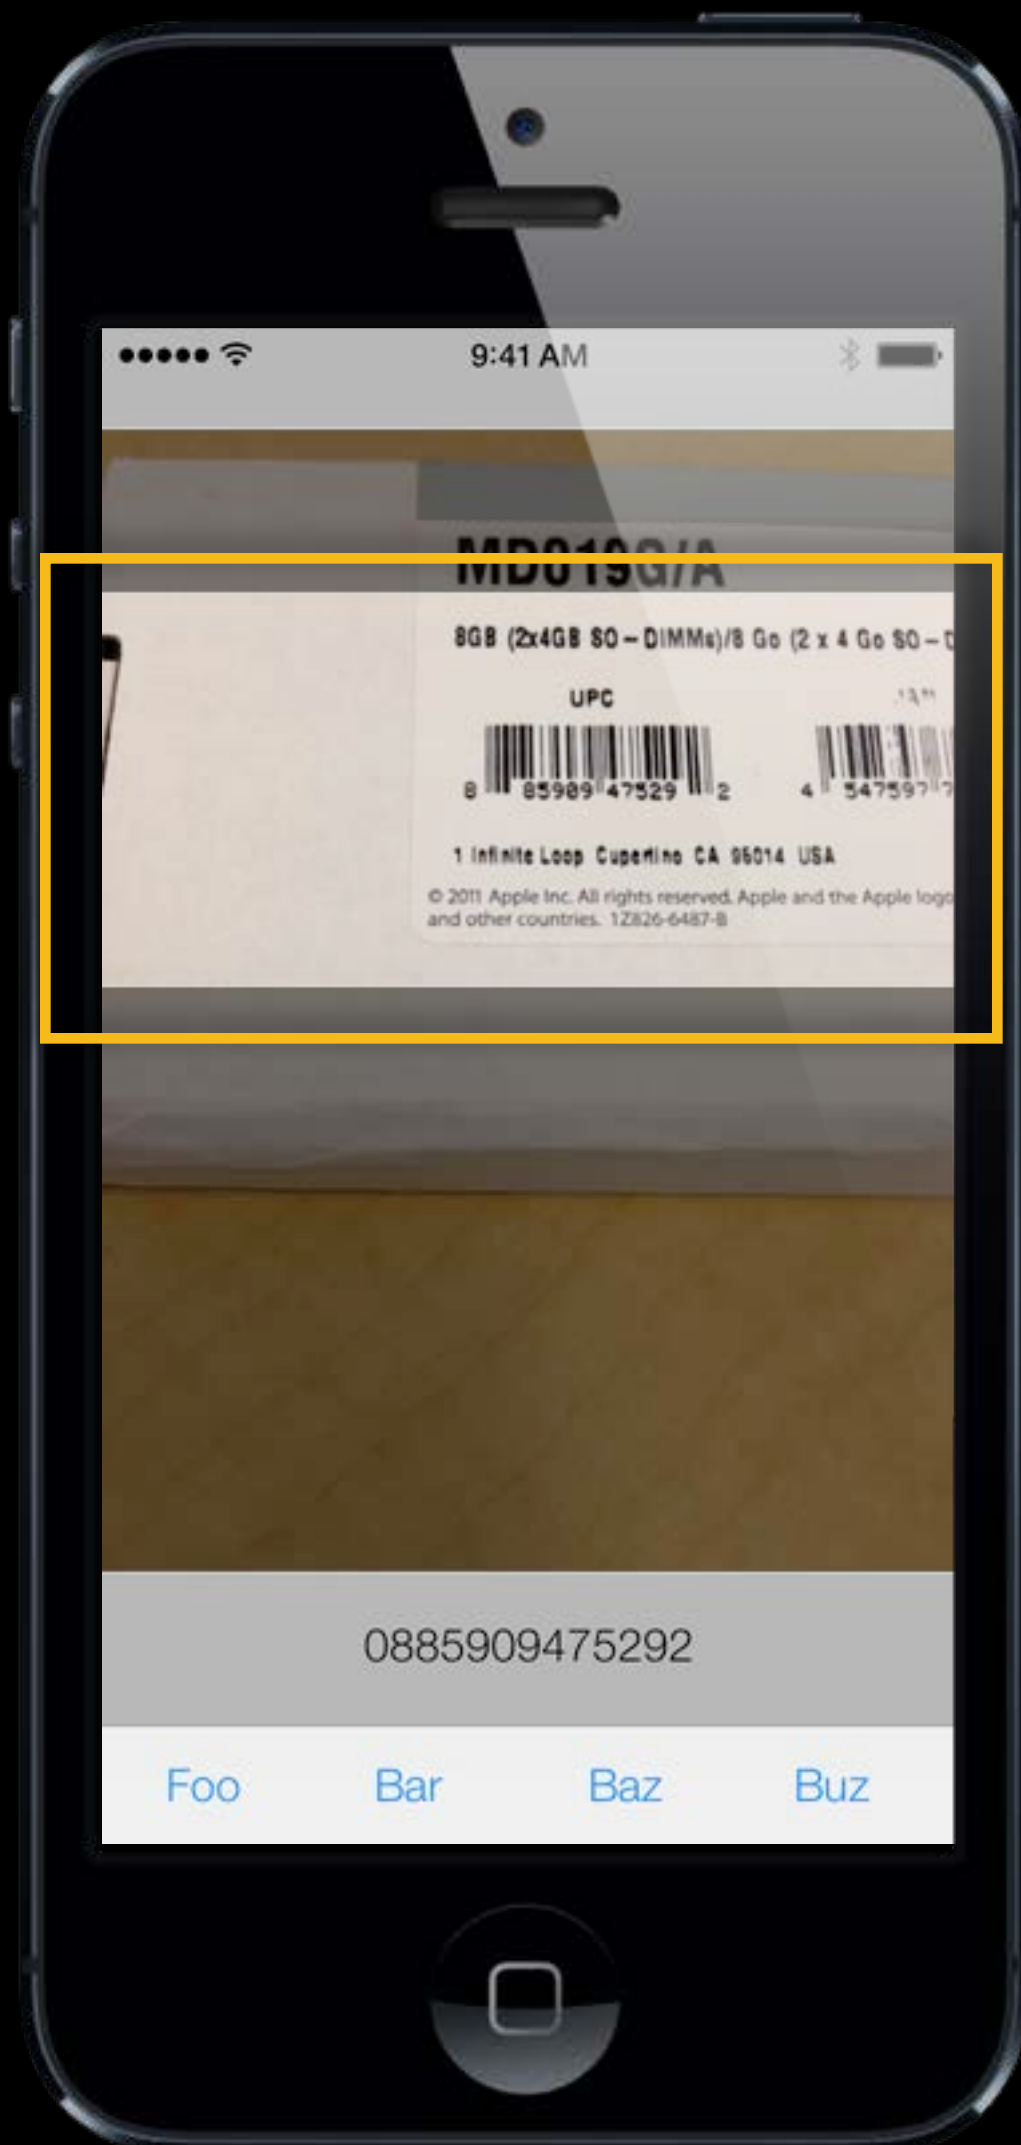 9:41 AM
MD819G/A
8GB (2x4GB SO-DIMMs)/8 Go (2 x 4 Go SO-D
UPC
8 85909 47529 2
4 547597 7
1 Infinite Loop Cupertino CA 95014 USA
© 2011 Apple Inc. All rights reserved. Apple and the Apple logo
and other countries. 1Z826-6487-B
0885909475292
Foo Bar Baz Buz